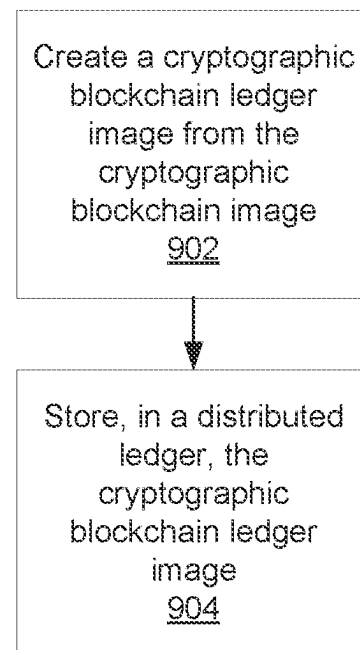 Create a cryptographic
blockchain ledger
image from the
cryptographic
blockchain image
902
Store, in a distributed
ledger, the
cryptographic
blockchain ledger
image
904